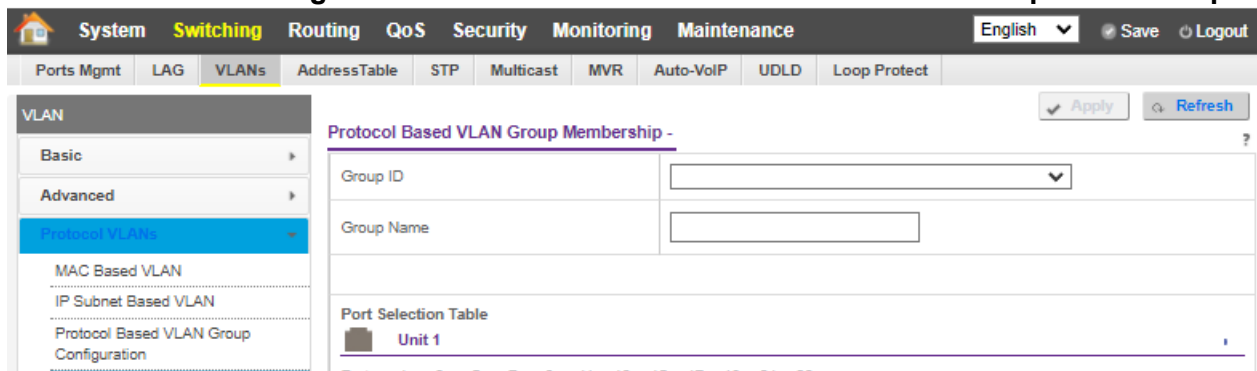 System Switching Routing QoS Security Monitoring Maintenance English Save Logout
Ports Mgmt LAG VLANs AddressTable STP Multicast MVR Auto-VoIP UDLD Loop Protect
VLAN
Basic
Advanced
Protocol VLANs
MAC Based VLAN
IP Subnet Based VLAN
Protocol Based VLAN Group
Configuration
Apply Refresh
Protocol Based VLAN Group Membership -
?
Group ID
Group Name
Port Selection Table
Unit 1